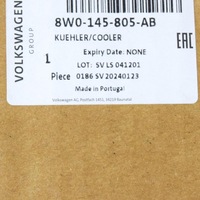 8W0-145-805-AB
KUEHLER/COOLER
Expiry Date: NONE
LOT: SV LS 041201
1
Piece 0186 SV 20240123
Made in Portugal
VOLKSWAGEN
GROUP
EAC